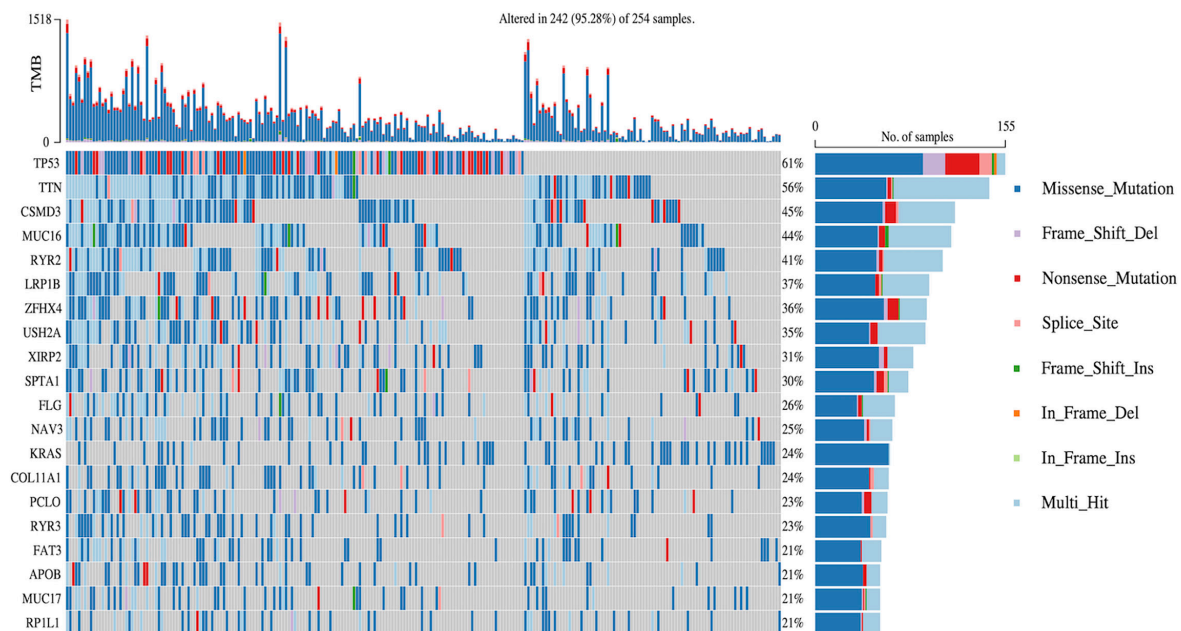 Altered in 242 (95.28%) of 254 samples.
1518
TMB
0
0 155
No. of samples
TP53 61%
TTN 56%
CSMD3 45%
MUC16 44%
RYR2 41%
LRP1B 37%
ZFHX4 36%
USH2A 35%
XIRP2 31%
SPTA1 30%
FLG 26%
NAV3 25%
KRAS 24%
COL11A1 24%
PCLO 23%
RYR3 23%
FAT3 21%
APOB 21%
MUC17 21%
RP1L1 21%
Missense_Mutation
Frame_Shift_Del
Nonsense_Mutation
Splice_Site
Frame_Shift_Ins
In_Frame_Del
In_Frame_Ins
Multi_Hit